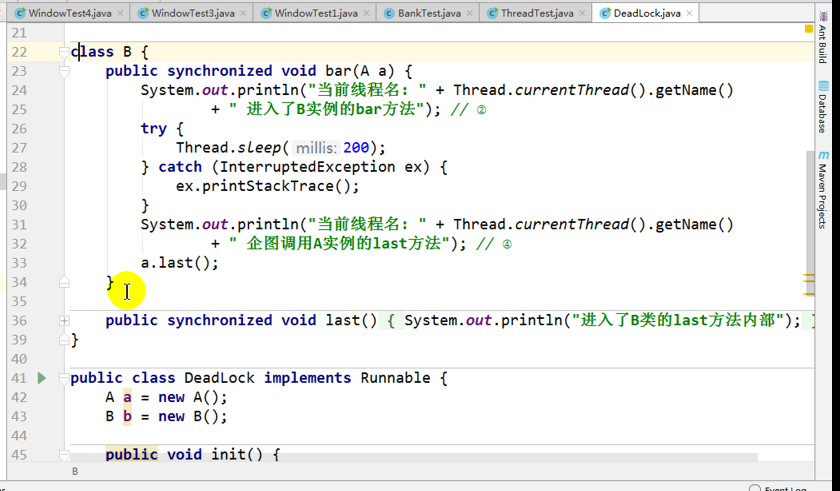 WindowTest4.java WindowTest3.java WindowTest1.java BankTest.java ThreadTest.java DeadLock.java
21
22 class B {
23 public synchronized void bar(A a) {
24 System.out.println("当前线程名: " + Thread.currentThread().getName()
25 + " 进入了B实例的bar方法"); // ②
26 try {
27 Thread.sleep( millis: 200);
28 } catch (InterruptedException ex) {
29 ex.printStackTrace();
30 }
31 System.out.println("当前线程名: " + Thread.currentThread().getName()
32 + " 企图调用A实例的last方法"); // ④
33 a.last();
34 }
35
36 public synchronized void last() { System.out.println("进入了B类的last方法内部"); }
39 }
40
41 public class DeadLock implements Runnable {
42 A a = new A();
43 B b = new B();
44
45 public void init() {
B
Ant Build
Database
Maven Projects
Event Log